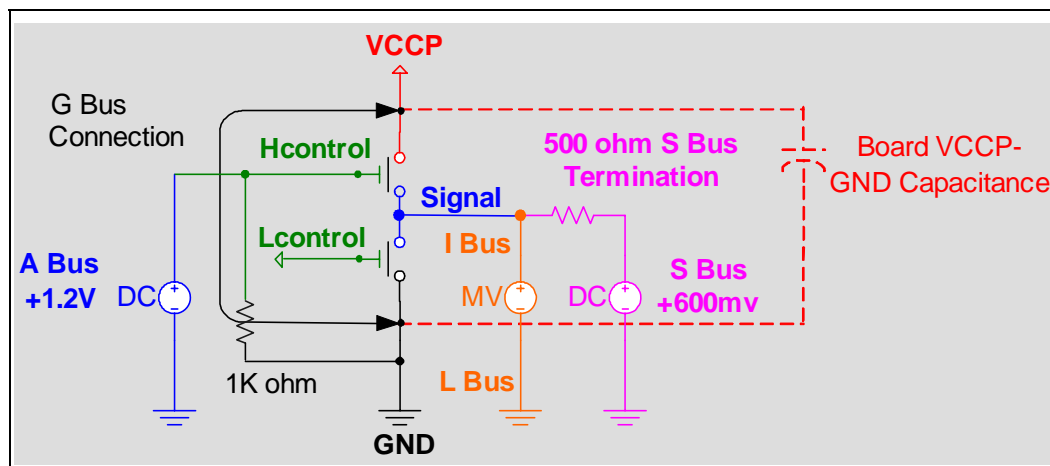 VCCP
G Bus
Connection
Hcontrol
500 ohm S Bus
Termination
Board VCCP-
GND Capacitance
Signal
Lcontrol
I Bus
A Bus
+1.2V
DC
MV
DC
S Bus
+600mv
1K ohm
L Bus
GND